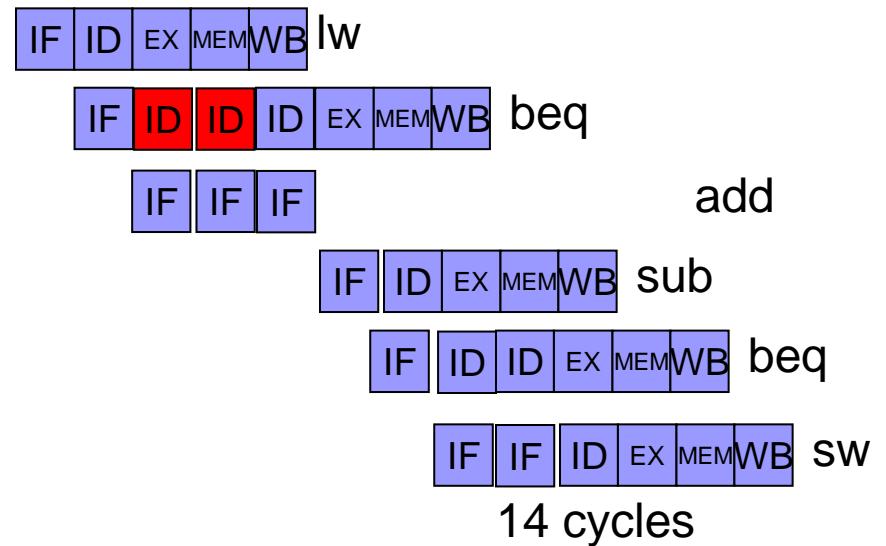 IF ID EX MEM WB lw
IF ID ID ID EX MEM WB beq
IF IF IF add
IF ID EX MEM WB sub
IF ID ID EX MEM WB beq
IF IF ID EX MEM WB sw
14 cycles